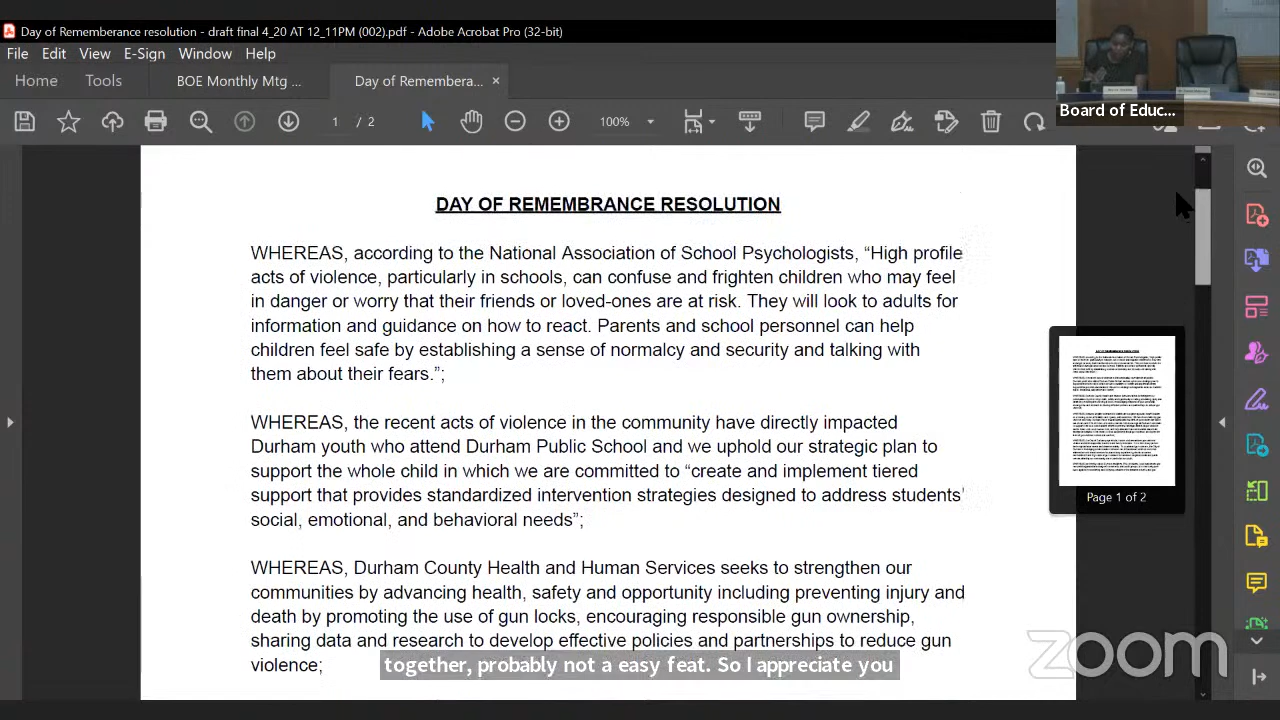 Day of Rememberance resolution - draft final 4_20 AT 12_11PM (002).pdf - Adobe Acrobat Pro (32-bit)
File Edit View E-Sign Window Help
Home Tools BOE Monthly Mtg ... Day of Remembera... ×
1 / 2 100%
Board of Educ...
DAY OF REMEMBRANCE RESOLUTION
WHEREAS, according to the National Association of School Psychologists, “High profile
acts of violence, particularly in schools, can confuse and frighten children who may feel
in danger or worry that their friends or loved-ones are at risk. They will look to adults for
information and guidance on how to react. Parents and school personnel can help
children feel safe by establishing a sense of normalcy and security and talking with
them about their fears.”;
WHEREAS, the recent acts of violence in the community have directly impacted
Durham youth who attend Durham Public School and we uphold our strategic plan to
support the whole child in which we are committed to “create and implement tiered
support that provides standardized intervention strategies designed to address students'
social, emotional, and behavioral needs”;
WHEREAS, Durham County Health and Human Services seeks to strengthen our
communities by advancing health, safety and opportunity including preventing injury and
death by promoting the use of gun locks, encouraging responsible gun ownership,
sharing data and research to develop effective policies and partnerships to reduce gun
violence;
together, probably not a easy feat. So I appreciate you
Page 1 of 2
zoom